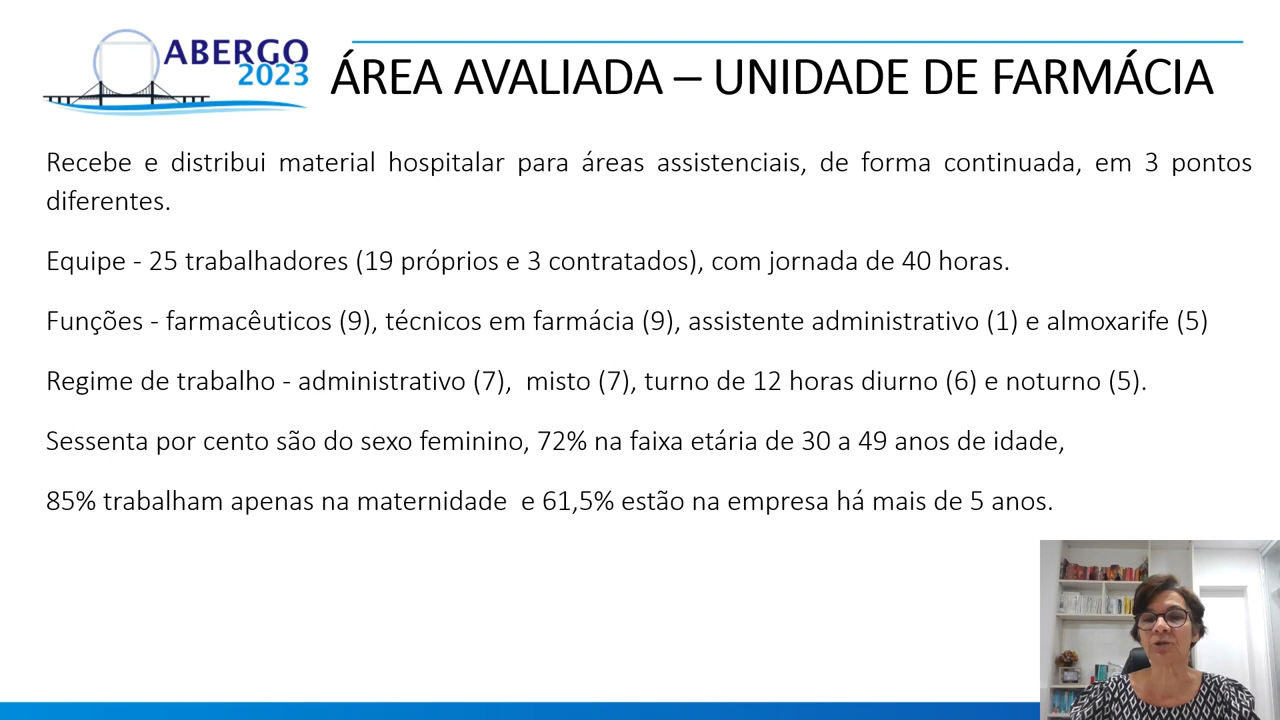 ABERGO
2023
ÁREA AVALIADA – UNIDADE DE FARMÁCIA
Recebe e distribui material hospitalar para áreas assistenciais, de forma continuada, em 3 pontos
diferentes.
Equipe - 25 trabalhadores (19 próprios e 3 contratados), com jornada de 40 horas.
Funções - farmacêuticos (9), técnicos em farmácia (9), assistente administrativo (1) e almoxarife (5)
Regime de trabalho - administrativo (7),  misto (7), turno de 12 horas diurno (6) e noturno (5).
Sessenta por cento são do sexo feminino, 72% na faixa etária de 30 a 49 anos de idade,
85% trabalham apenas na maternidade  e 61,5% estão na empresa há mais de 5 anos.